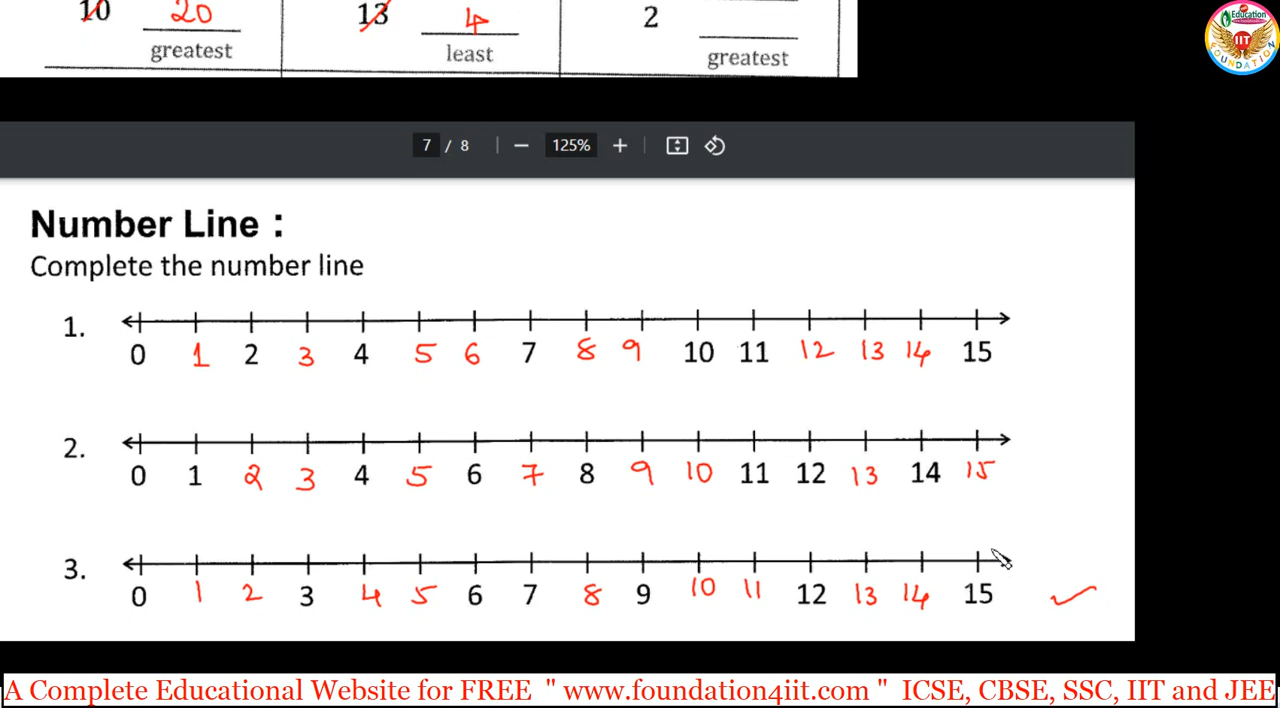 10 20 13 4 2
greatest least greatest
Education
IIT
FOUNDATION
7 / 8 − 125% +
Number Line :
Complete the number line
1.
0 1 2 3 4 5 6 7 8 9 10 11 12 13 14 15
2.
0 1 2 3 4 5 6 7 8 9 10 11 12 13 14 15
3.
0 1 2 3 4 5 6 7 8 9 10 11 12 13 14 15
A Complete Educational Website for FREE " www.foundation4iit.com " ICSE, CBSE, SSC, IIT and JEE